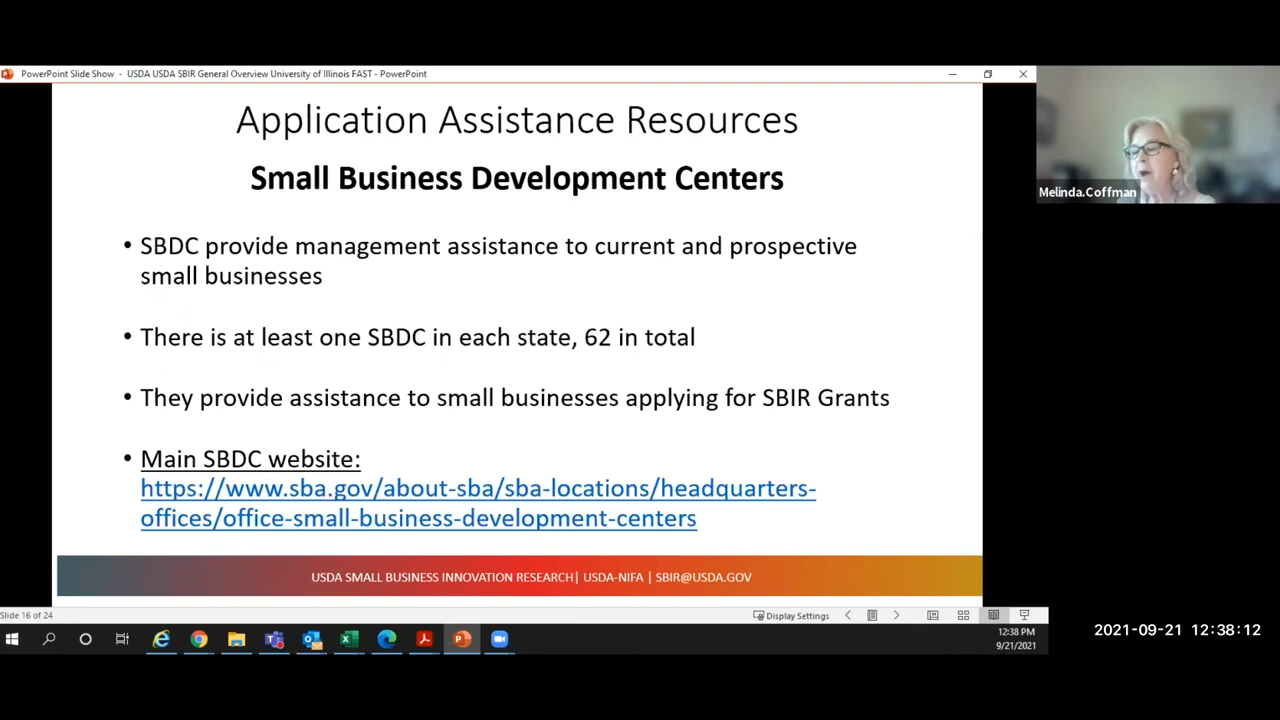 PowerPoint Slide Show - USDA USDA SBIR General Overview University of Illinois FAST - PowerPoint
Application Assistance Resources
Small Business Development Centers
• SBDC provide management assistance to current and prospective
small businesses
• There is at least one SBDC in each state, 62 in total
• They provide assistance to small businesses applying for SBIR Grants
• Main SBDC website:
https://www.sba.gov/about-sba/sba-locations/headquarters-
offices/office-small-business-development-centers
USDA SMALL BUSINESS INNOVATION RESEARCH| USDA-NIFA | SBIR@USDA.GOV
Melinda.Coffman
Slide 16 of 24
Display Settings
12:38 PM
9/21/2021
2021-09-21 12:38:12